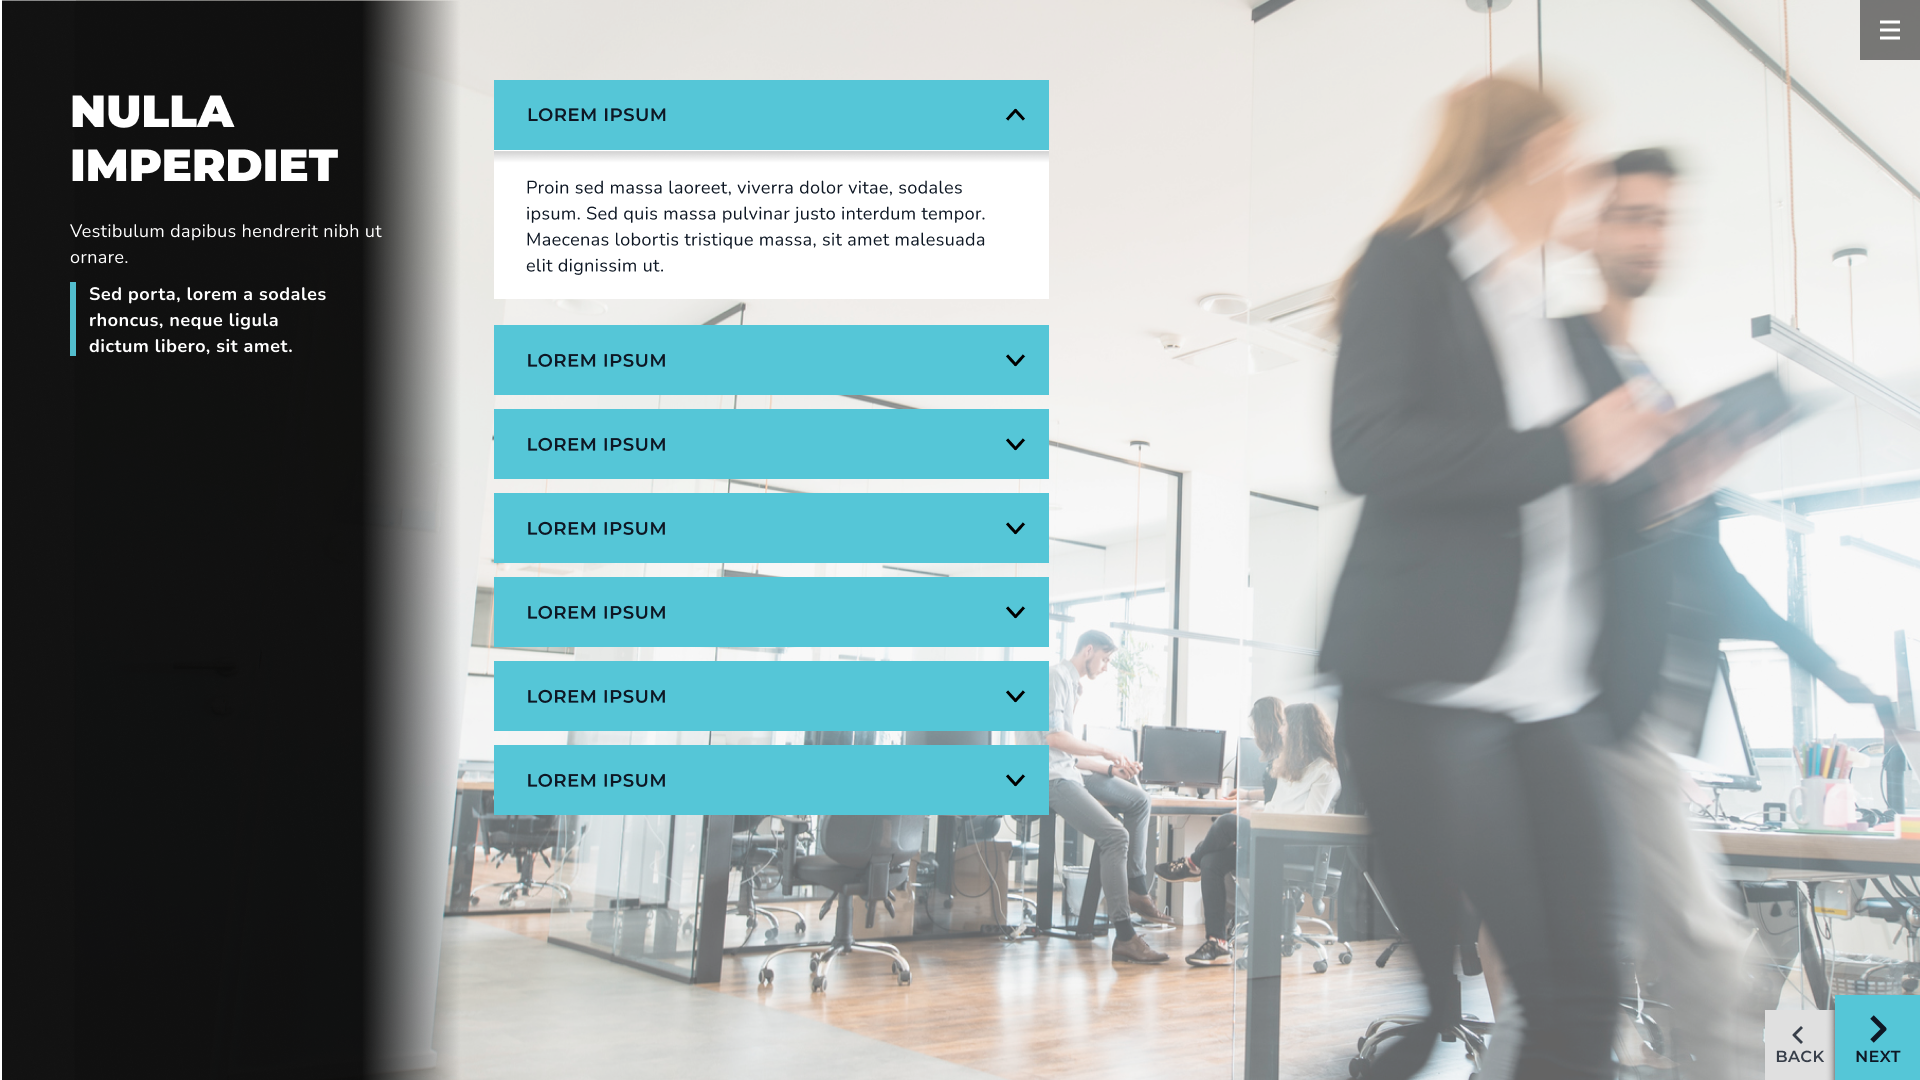 NULLA
IMPERDIET
Vestibulum dapibus hendrerit nibh ut
ornare.
Sed porta, lorem a sodales
rhoncus, neque ligula
dictum libero, sit amet.
LOREM IPSUM
Proin sed massa laoreet, viverra dolor vitae, sodales
ipsum. Sed quis massa pulvinar justo interdum tempor.
Maecenas lobortis tristique massa, sit amet malesuada
elit dignissim ut.
LOREM IPSUM
LOREM IPSUM
LOREM IPSUM
LOREM IPSUM
LOREM IPSUM
LOREM IPSUM
BACK
NEXT